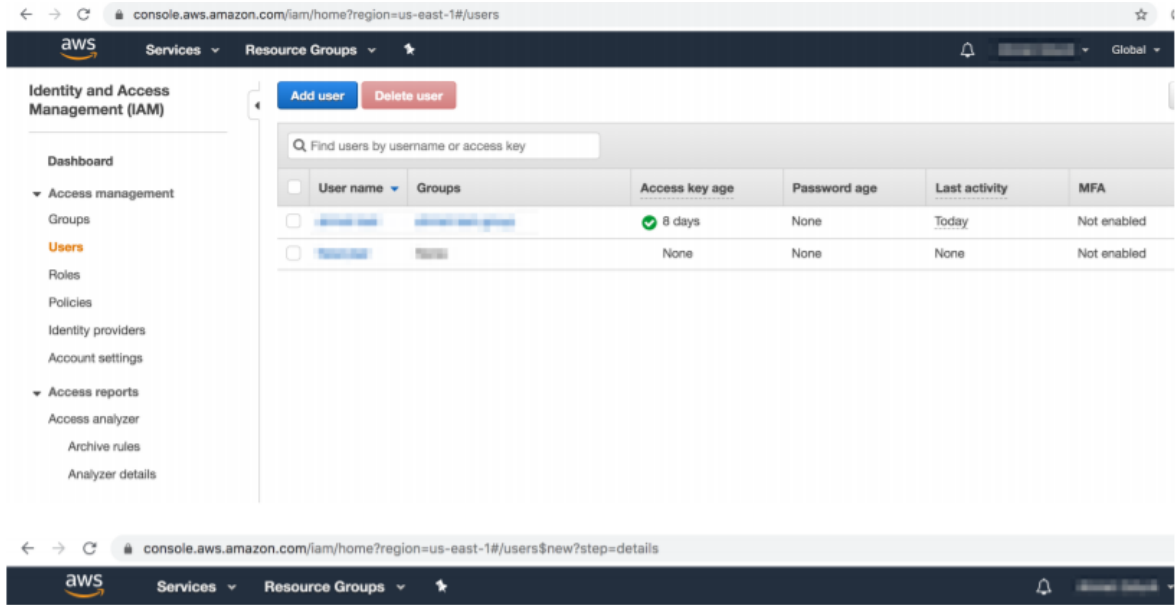 console.aws.amazon.com/iam/home?region=us-east-1#/users
aws Services Resource Groups Global
Identity and Access
Management (IAM)
Dashboard
Access management
Groups
Users
Roles
Policies
Identity providers
Account settings
Access reports
Access analyzer
Archive rules
Analyzer details
Add user Delete user
Find users by username or access key
User name Groups Access key age Password age Last activity MFA
8 days None Today Not enabled
None None None Not enabled
console.aws.amazon.com/iam/home?region=us-east-1#/users$new?step=details
aws Services Resource Groups